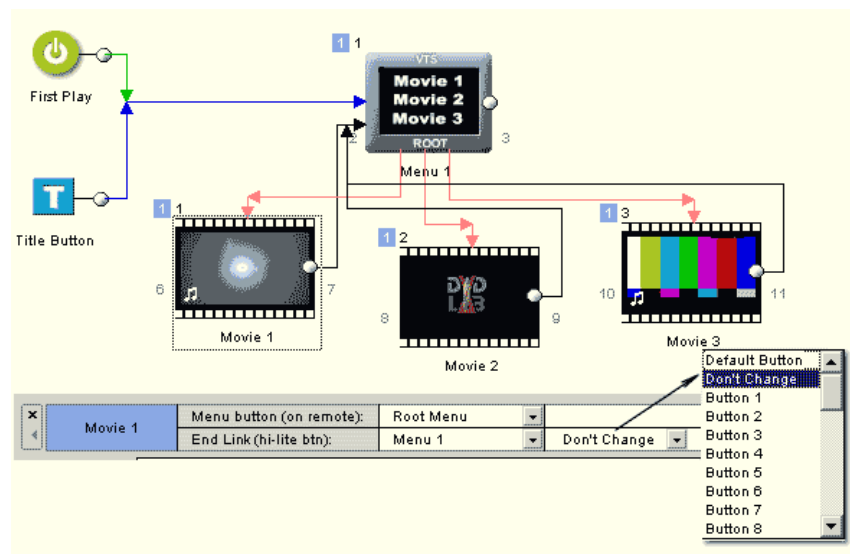 1 1
VTS
Movie 1
Movie 2
Movie 3
ROOT
2
3
Menu 1
First Play
T
Title Button
1 1
6
7
Movie 1
1 2
DVD
LAB
8
9
Movie 2
1 3
10
11
Movie 3
Movie 1
Menu button (on remote):
Root Menu
End Link (hi-lite btn):
Menu 1
Don't Change
Default Button
Don't Change
Button 1
Button 2
Button 3
Button 4
Button 5
Button 6
Button 7
Button 8